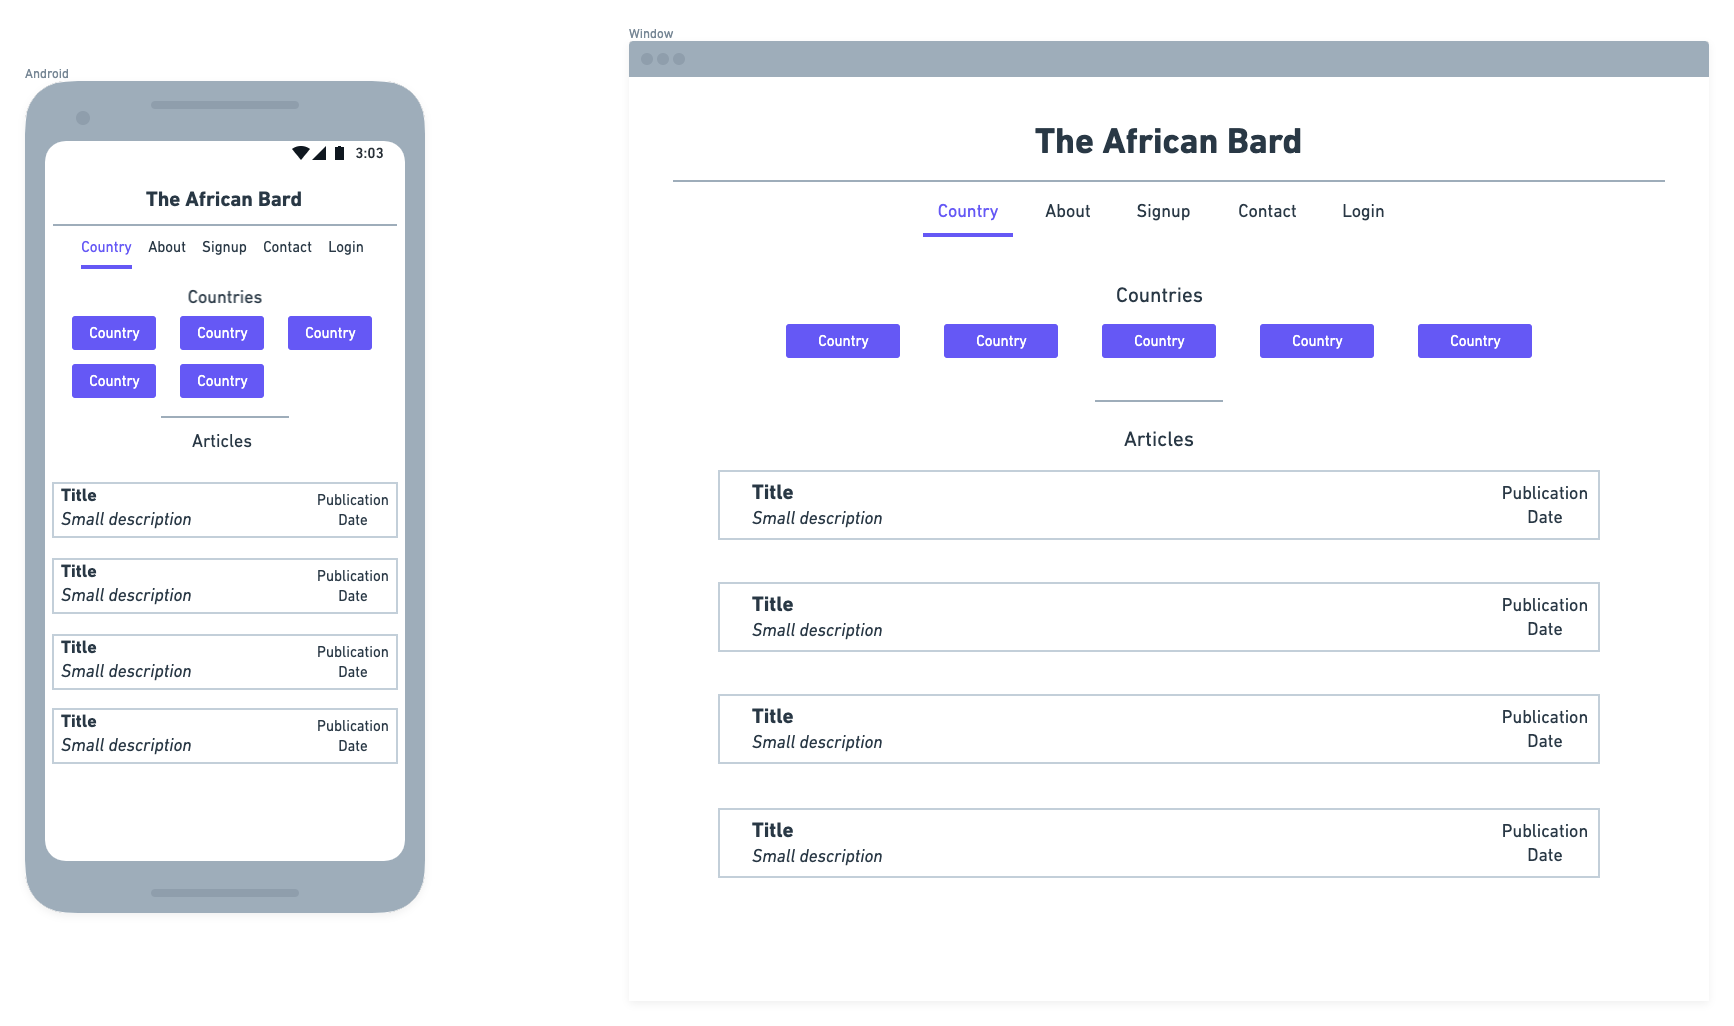 Android
3:03
The African Bard
Country About Signup Contact Login
Countries
Country Country Country
Country Country
Articles
Title
Small description
Publication
Date
Title
Small description
Publication
Date
Title
Small description
Publication
Date
Title
Small description
Publication
Date
Window
The African Bard
Country About Signup Contact Login
Countries
Country Country Country Country Country
Articles
Title
Small description
Publication
Date
Title
Small description
Publication
Date
Title
Small description
Publication
Date
Title
Small description
Publication
Date